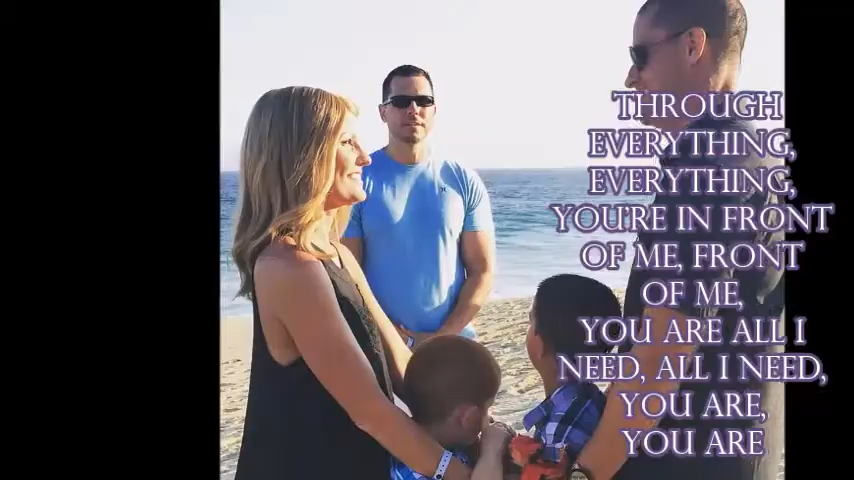 THROUGH
EVERYTHING,
EVERYTHING,
YOU'RE IN FRONT
OF ME, FRONT
OF ME,
YOU ARE ALL I
NEED, ALL I NEED,
YOU ARE,
YOU ARE